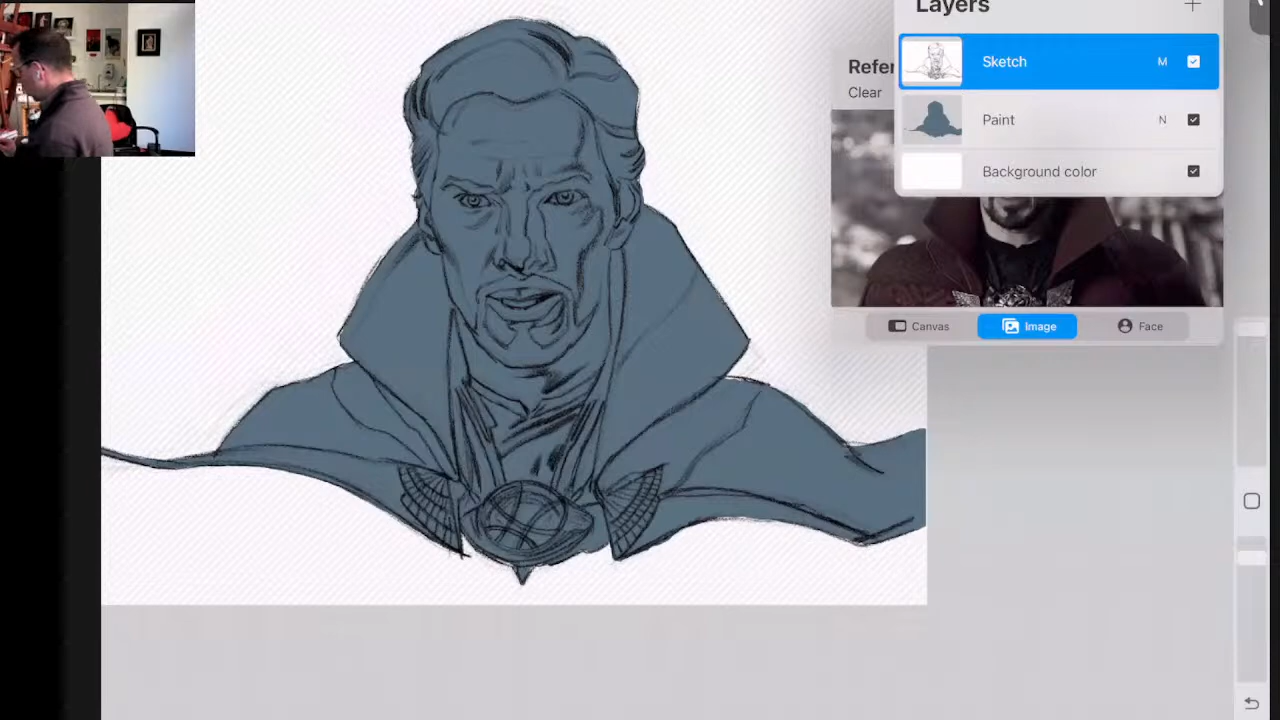 Layers
Sketch M
Refer
Clear
Paint N
Background color
Canvas Image Face